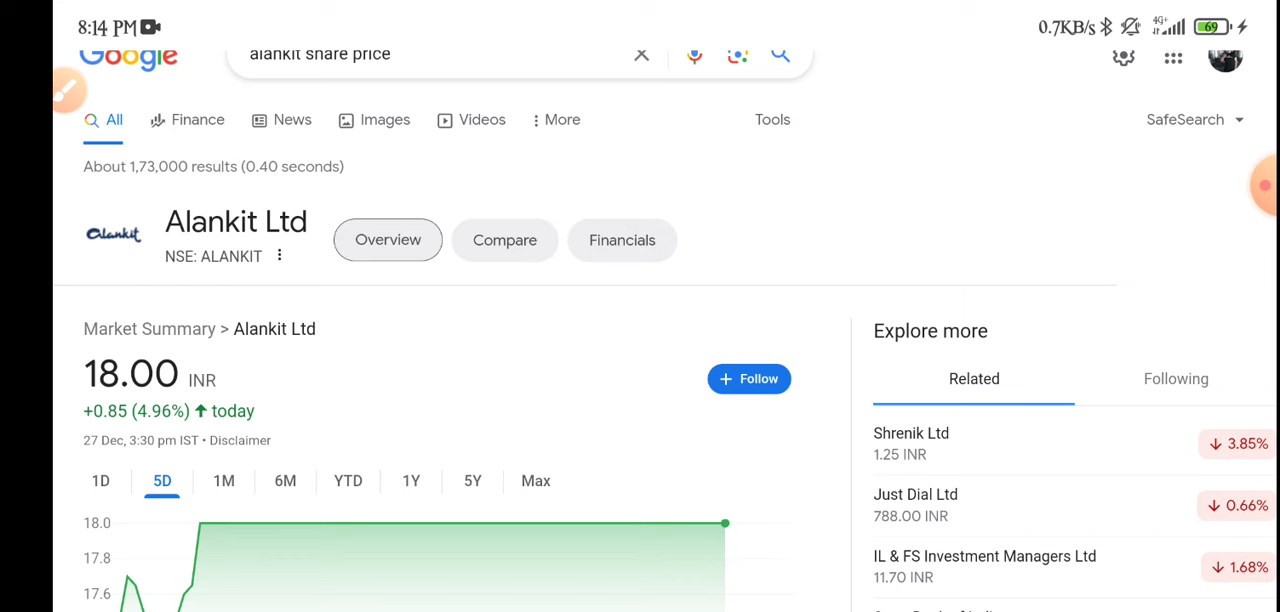 8:14 PM 0.7KB/s 4G+ 69
Google alankit share price
All Finance News Images Videos More Tools SafeSearch
About 1,73,000 results (0.40 seconds)
Alankit Alankit Ltd Overview Compare Financials
NSE: ALANKIT
Market Summary > Alankit Ltd
18.00 INR
+0.85 (4.96%) ↑ today
27 Dec, 3:30 pm IST • Disclaimer
+ Follow
1D 5D 1M 6M YTD 1Y 5Y Max
18.0
17.8
17.6
Explore more
Related Following
Shrenik Ltd
1.25 INR
↓ 3.85%
Just Dial Ltd
788.00 INR
↓ 0.66%
IL & FS Investment Managers Ltd
11.70 INR
↓ 1.68%